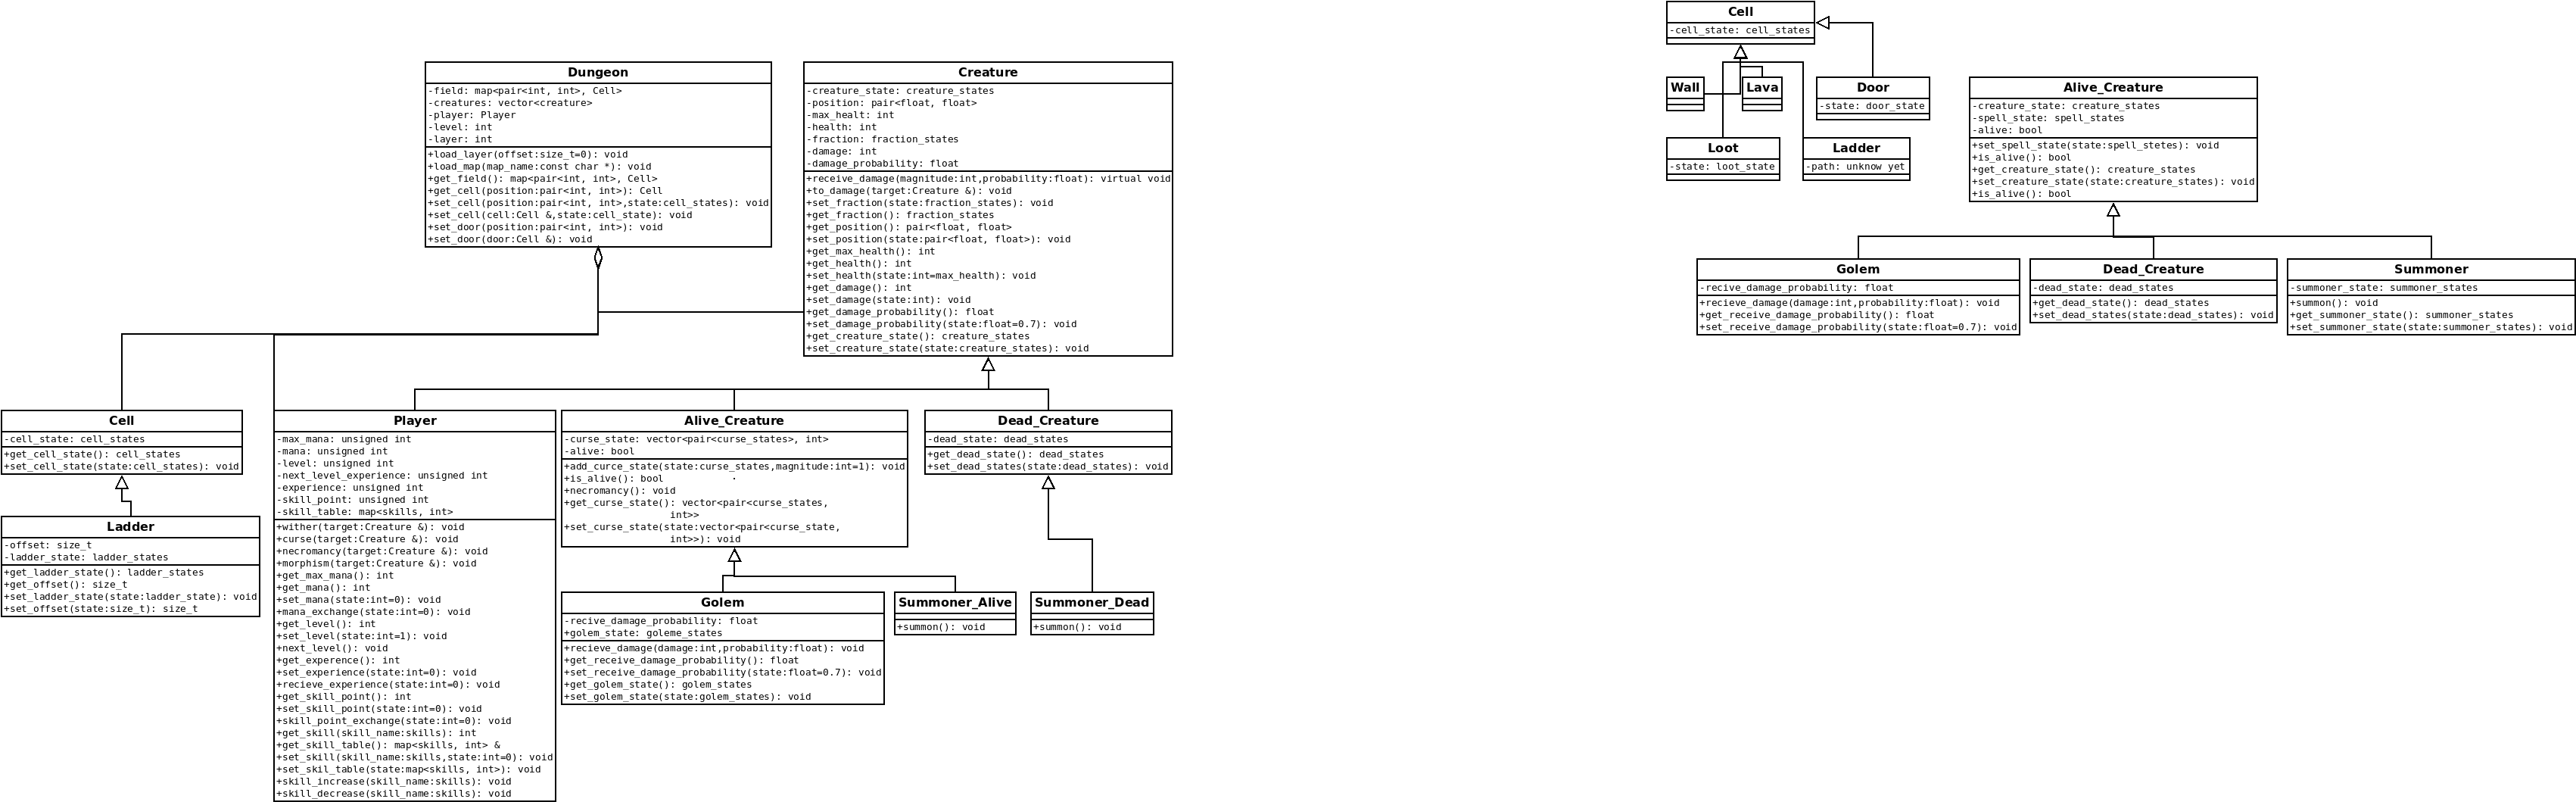 Dungeon
-field: map<pair<int, int>, Cell>
-creatures: vector<creature>
-player: Player
-level: int
-layer: int
+load_layer(offset:size_t=0): void
+load_map(map_name:const char *): void
+get_field(): map<pair<int, int>, Cell>
+get_cell(position:pair<int, int>): Cell
+set_cell(position:pair<int, int>,state:cell_states): void
+set_cell(cell:Cell &,state:cell_state): void
+set_door(position:pair<int, int>): void
+set_door(door:Cell &): void
Creature
-creature_state: creature_states
-position: pair<float, float>
-max_healt: int
-health: int
-fraction: fraction_states
-damage: int
-damage_probability: float
+receive_damage(magnitude:int,probability:float): virtual void
+to_damage(target:Creature &): void
+set_fraction(state:fraction_states): void
+get_fraction(): fraction_states
+get_position(): pair<float, float>
+set_position(state:pair<float, float>): void
+get_max_health(): int
+get_health(): int
+set_health(state:int=max_health): void
+get_damage(): int
+set_damage(state:int): void
+get_damage_probability(): float
+set_damage_probability(state:float=0.7): void
+get_creature_state(): creature_states
+set_creature_state(state:creature_states): void
Cell
-cell_state: cell_states
+get_cell_state(): cell_states
+set_cell_state(state:cell_states): void
Ladder
-offset: size_t
-ladder_state: ladder_states
+get_ladder_state(): ladder_states
+get_offset(): size_t
+set_ladder_state(state:ladder_state): void
+set_offset(state:size_t): size_t
Player
-max_mana: unsigned int
-mana: unsigned int
-level: unsigned int
-next_level_experience: unsigned int
-experience: unsigned int
-skill_point: unsigned int
-skill_table: map<skills, int>
+wither(target:Creature &): void
+curse(target:Creature &): void
+necromancy(target:Creature &): void
+morphism(target:Creature &): void
+get_max_mana(): int
+get_mana(): int
+set_mana(state:int=0): void
+mana_exchange(state:int=0): void
+get_level(): int
+set_level(state:int=1): void
+next_level(): void
+get_experence(): int
+set_experience(state:int=0): void
+recieve_experience(state:int=0): void
+get_skill_point(): int
+set_skill_point(state:int=0): void
+skill_point_exchange(state:int=0): void
+get_skill(skill_name:skills): int
+get_skill_table(): map<skills, int> &
+set_skill(skill_name:skills,state:int=0): void
+set_skil_table(state:map<skills, int>): void
+skill_increase(skill_name:skills): void
+skill_decrease(skill_name:skills): void
Alive_Creature
-curse_state: vector<pair<curse_states>, int>
-alive: bool
+add_curce_state(state:curse_states,magnitude:int=1): void
+is_alive(): bool
+necromancy(): void
+get_curse_state(): vector<pair<curse_states,
int>>
+set_curse_state(state:vector<pair<curse_state,
int>>): void
Dead_Creature
-dead_state: dead_states
+get_dead_state(): dead_states
+set_dead_states(state:dead_states): void
Golem
-recive_damage_probability: float
+golem_state: goleme_states
+recieve_damage(damage:int,probability:float): void
+get_receive_damage_probability(): float
+set_receive_damage_probability(state:float=0.7): void
+get_golem_state(): golem_states
+set_golem_state(state:golem_states): void
Summoner_Alive
+summon(): void
Summoner_Dead
+summon(): void
Cell
-cell_state: cell_states
Wall
Lava
Door
-state: door_state
Loot
-state: loot_state
Ladder
-path: unknow yet
Alive_Creature
-creature_state: creature_states
-spell_state: spell_states
-alive: bool
+set_spell_state(state:spell_stetes): void
+is_alive(): bool
+get_creature_state(): creature_states
+set_creature_state(state:creature_states): void
+is_alive(): bool
Golem
-recive_damage_probability: float
+recieve_damage(damage:int,probability:float): void
+get_receive_damage_probability(): float
+set_receive_damage_probability(state:float=0.7): void
Dead_Creature
-dead_state: dead_states
+get_dead_state(): dead_states
+set_dead_states(state:dead_states): void
Summoner
-summoner_state: summoner_states
+summon(): void
+get_summoner_state(): summoner_states
+set_summoner_state(state:summoner_states): void